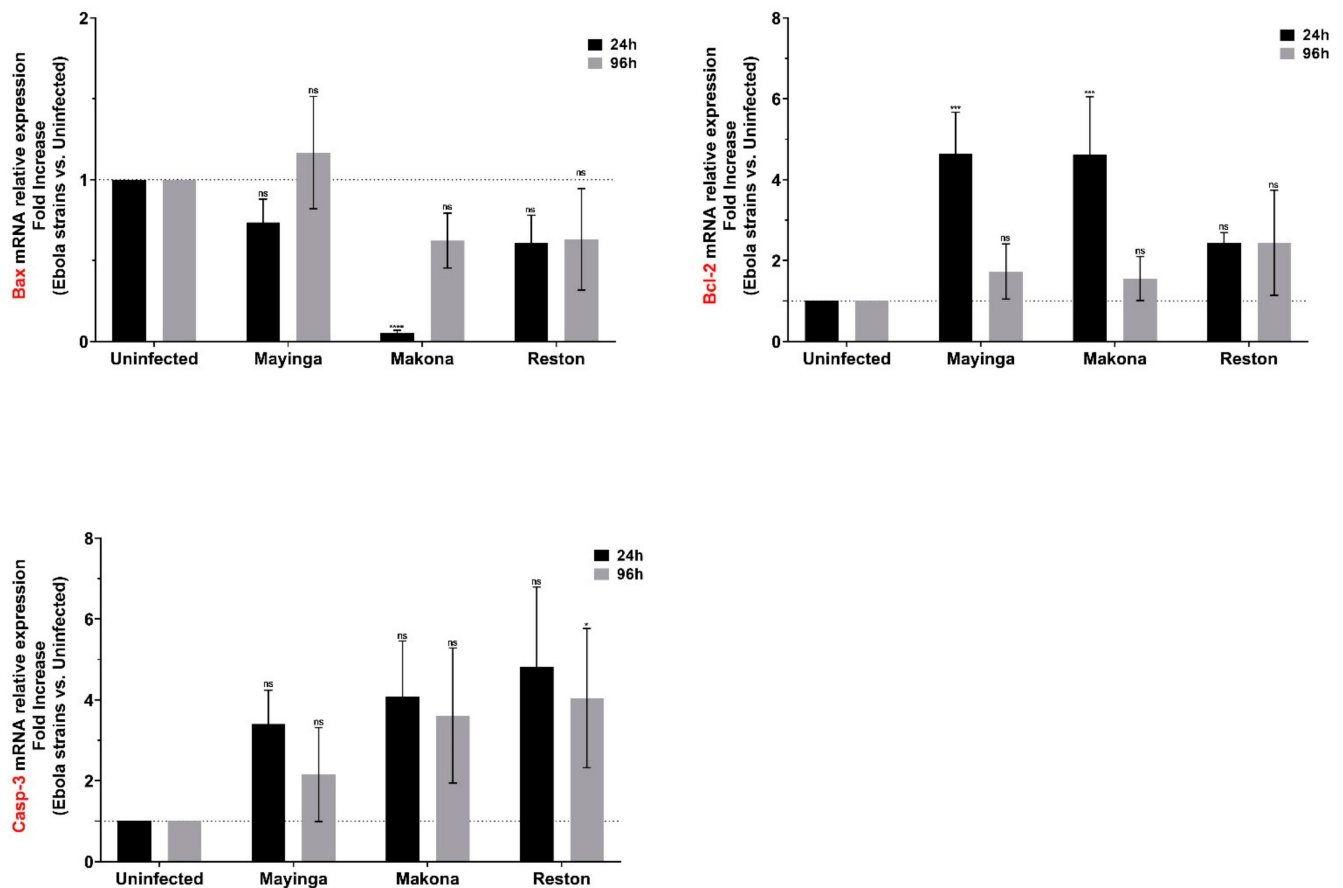 Bax mRNA relative expression
Fold Increase
(Ebola strains vs. Uninfected)
2
1
0
24h
96h
ns
ns
****
ns
ns
ns
Uninfected
Mayinga
Makona
Reston
Bcl-2 mRNA relative expression
Fold Increase
(Ebola strains vs. Uninfected)
8
6
4
2
0
24h
96h
***
ns
***
ns
ns
ns
Uninfected
Mayinga
Makona
Reston
Casp-3 mRNA relative expression
Fold Increase
(Ebola strains vs. Uninfected)
8
6
4
2
0
24h
96h
ns
ns
ns
ns
ns
*
Uninfected
Mayinga
Makona
Reston